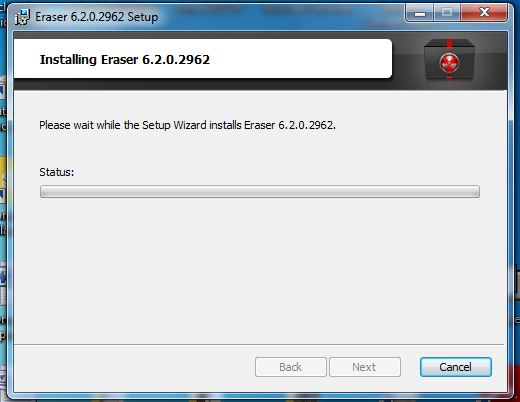 Eraser 6.2.0.2962 Setup
Installing Eraser 6.2.0.2962
Please wait while the Setup Wizard installs Eraser 6.2.0.2962.
Status:
Back
Next
Cancel